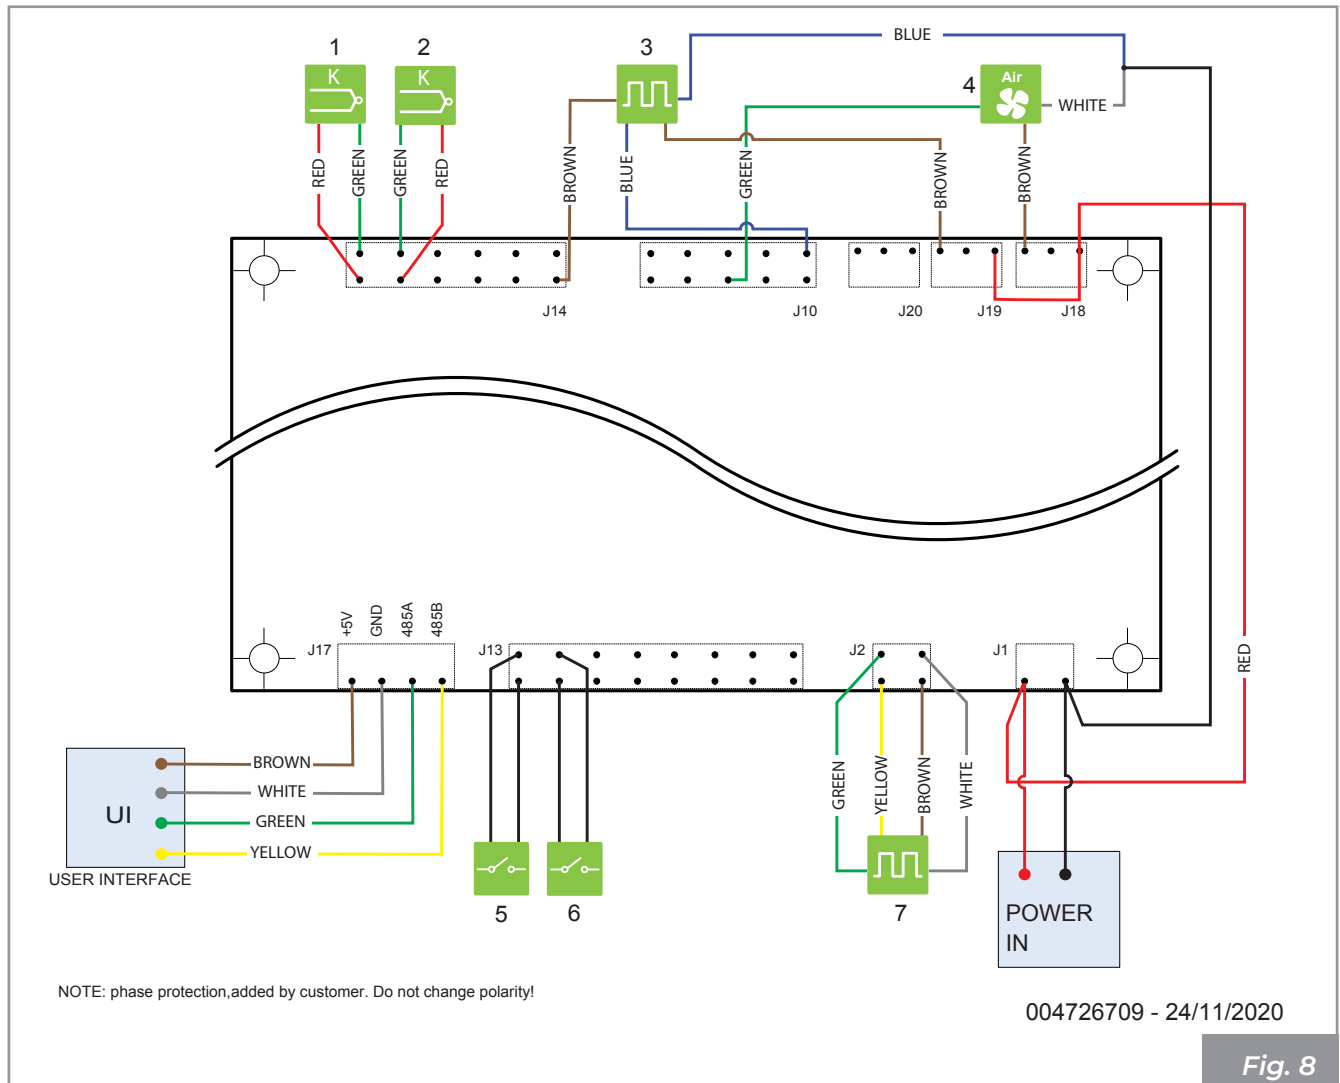 1
2
3
BLUE
K
K
4
Air
WHITE
RED
GREEN
GREEN
RED
BROWN
BLUE
GREEN
BROWN
BROWN
J14
J10
J20
J19
J18
+5V
GND
485A
485B
J17
J13
J2
J1
RED
BROWN
WHITE
GREEN
YELLOW
UI
USER INTERFACE
GREEN
YELLOW
BROWN
WHITE
5
6
7
POWER
IN
NOTE: phase protection,added by customer. Do not change polarity!
004726709 - 24/11/2020
Fig. 8